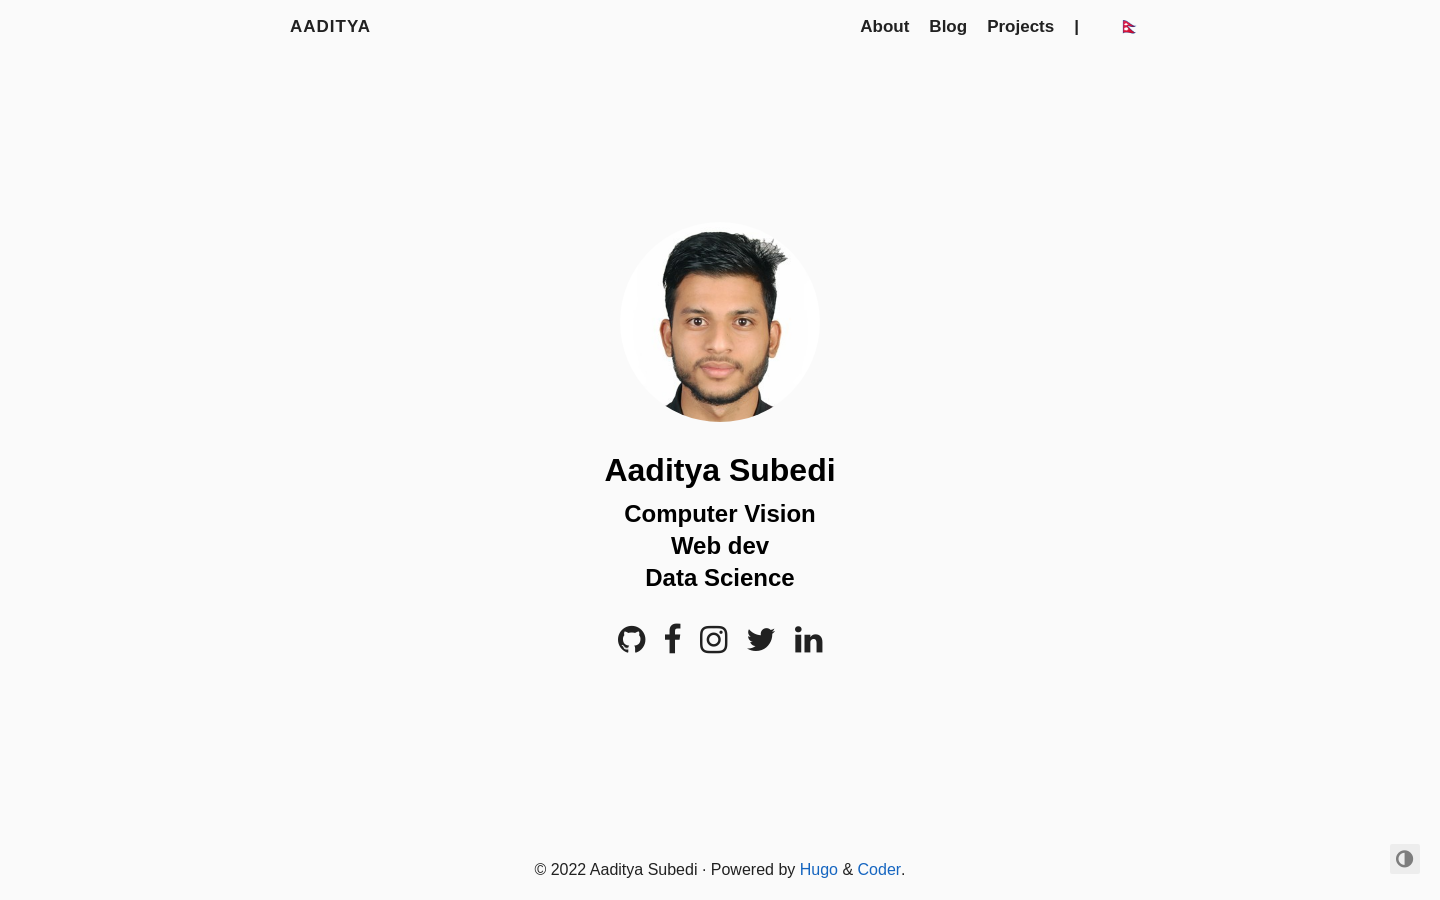 AADITYA
About Blog Projects | 🇳🇵
Aaditya Subedi
Computer Vision
Web dev
Data Science
© 2022 Aaditya Subedi · Powered by Hugo & Coder.